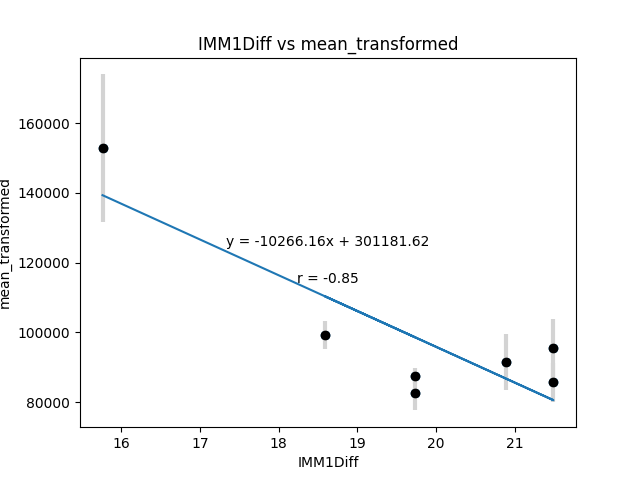 IMM1Diff vs mean_transformed
mean_transformed
160000
140000
120000
100000
80000
y = -10266.16x + 301181.62
r = -0.85
16
17
18
19
20
21
IMM1Diff